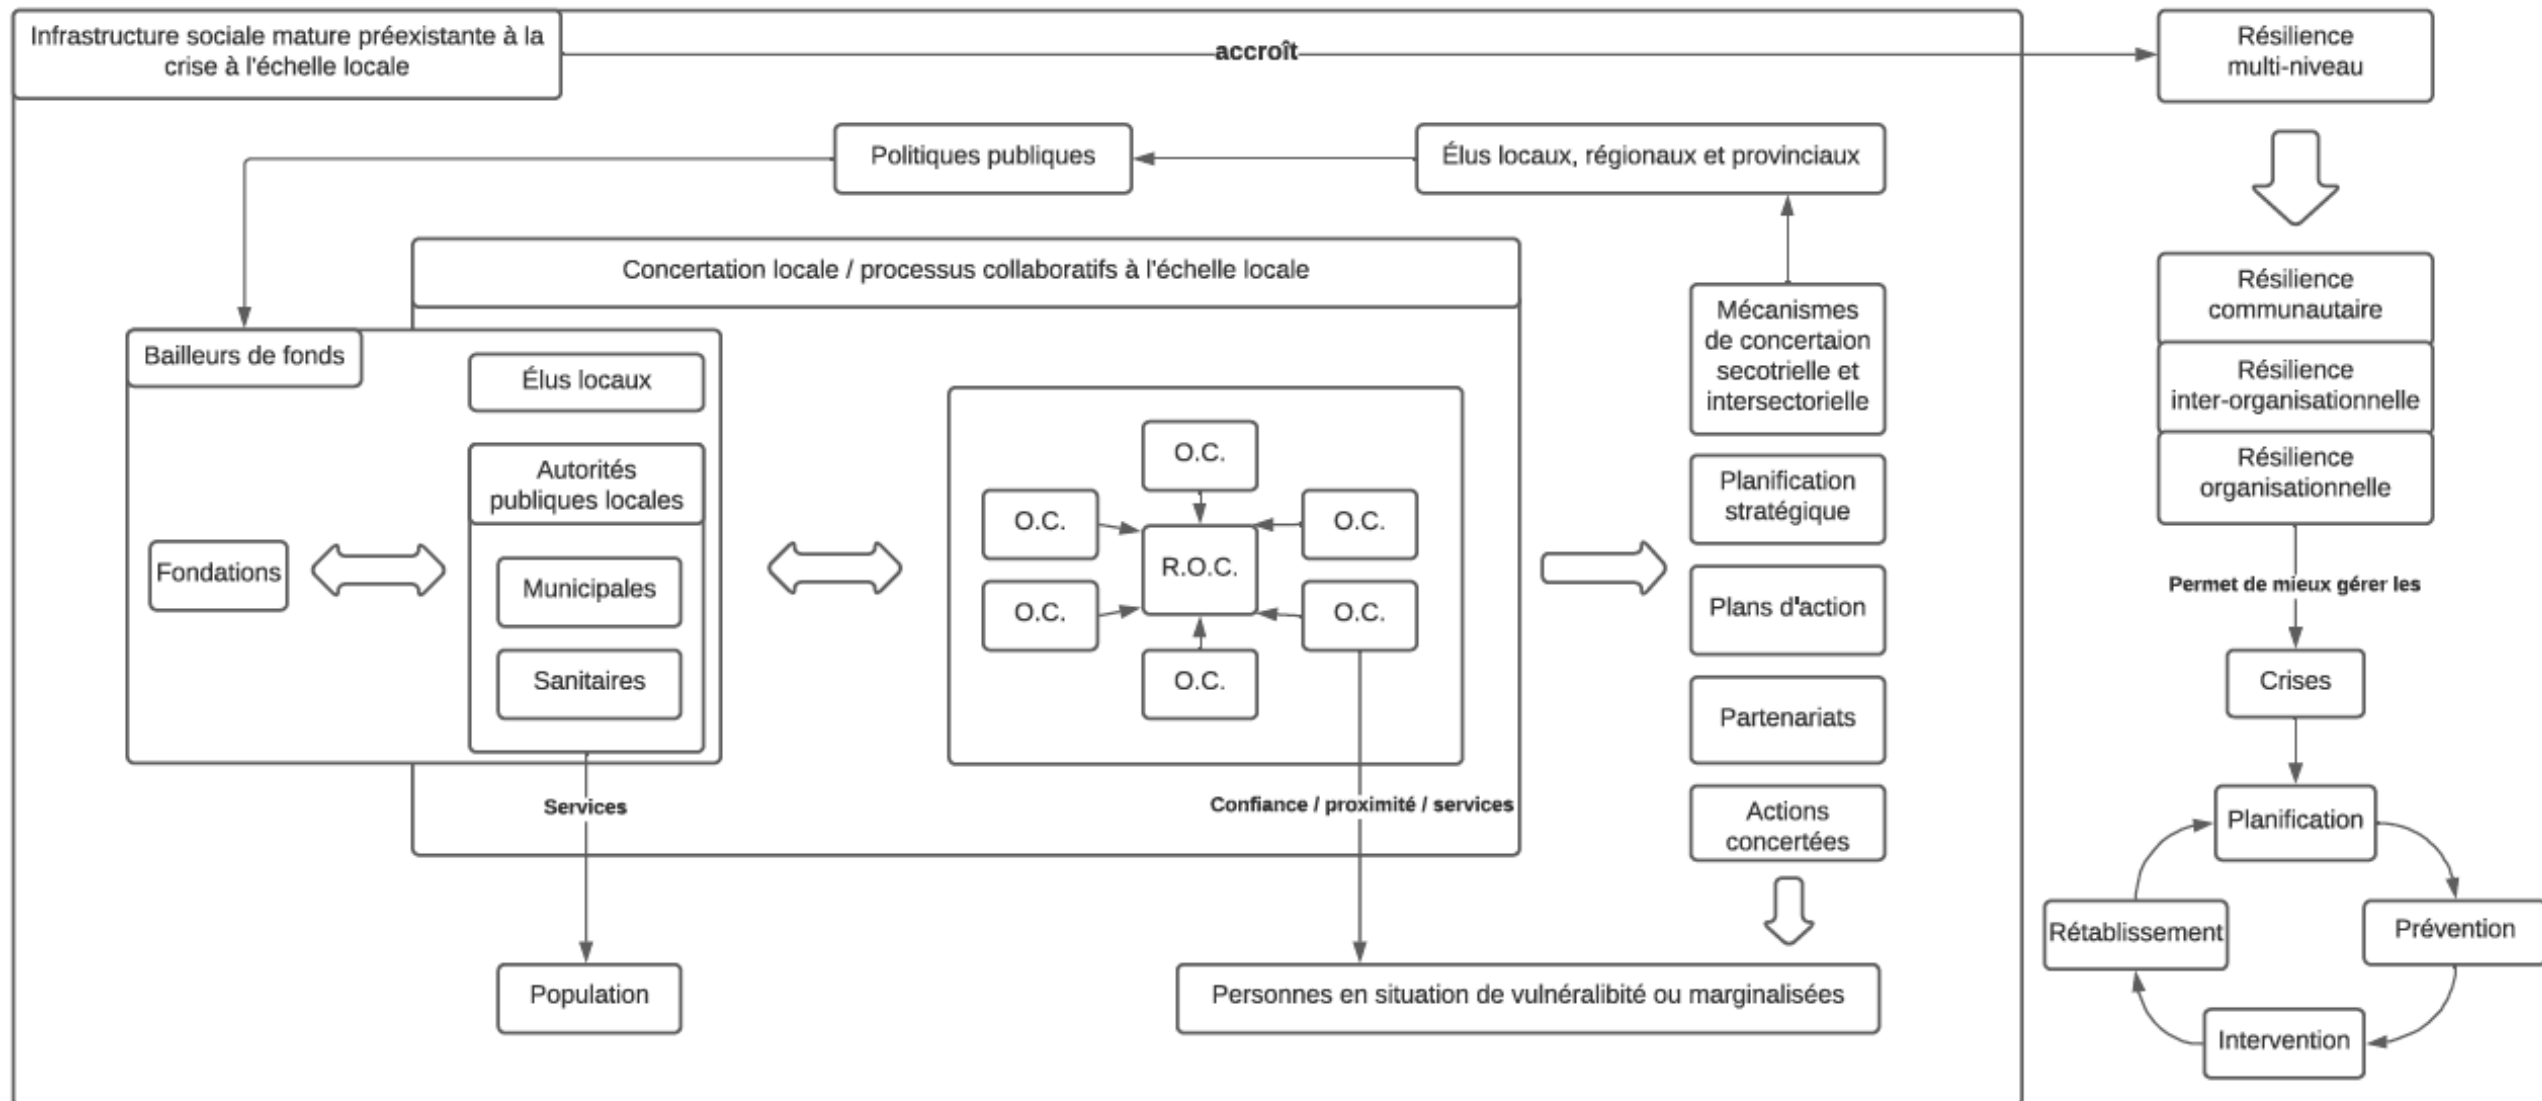 Infrastructure sociale mature préexistante à la
crise à l'échelle locale
accroît
Résilience
multi-niveau
Politiques publiques
Élus locaux, régionaux et provinciaux
Concertation locale / processus collaboratifs à l'échelle locale
Bailleurs de fonds
Élus locaux
Autorités
publiques locales
Fondations
Municipales
Sanitaires
O.C.
O.C.
O.C.
R.O.C.
O.C.
O.C.
O.C.
Mécanismes
de concertaion
secotrielle et
intersectorielle
Planification
stratégique
Plans d'action
Partenariats
Actions
concertées
Services
Confiance / proximité / services
Population
Personnes en situation de vulnéralibité ou marginalisées
Résilience
communautaire
Résilience
inter-organisationnelle
Résilience
organisationnelle
Permet de mieux gérer les
Crises
Planification
Rétablissement
Prévention
Intervention